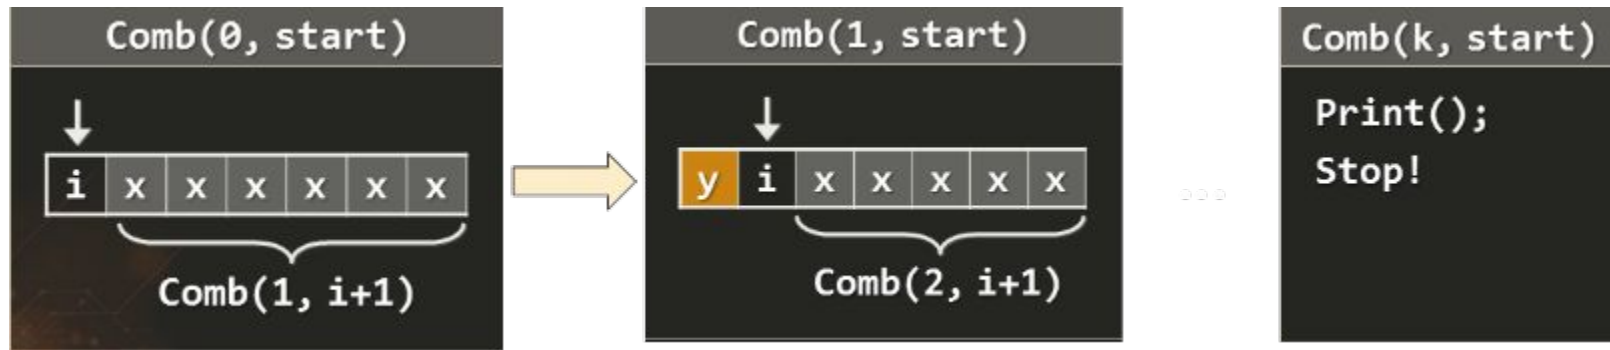 Comb(0, start)
i x x x x x x
Comb(1, i+1)
Comb(1, start)
y i x x x x x
Comb(2, i+1)
...
Comb(k, start)
Print();
Stop!